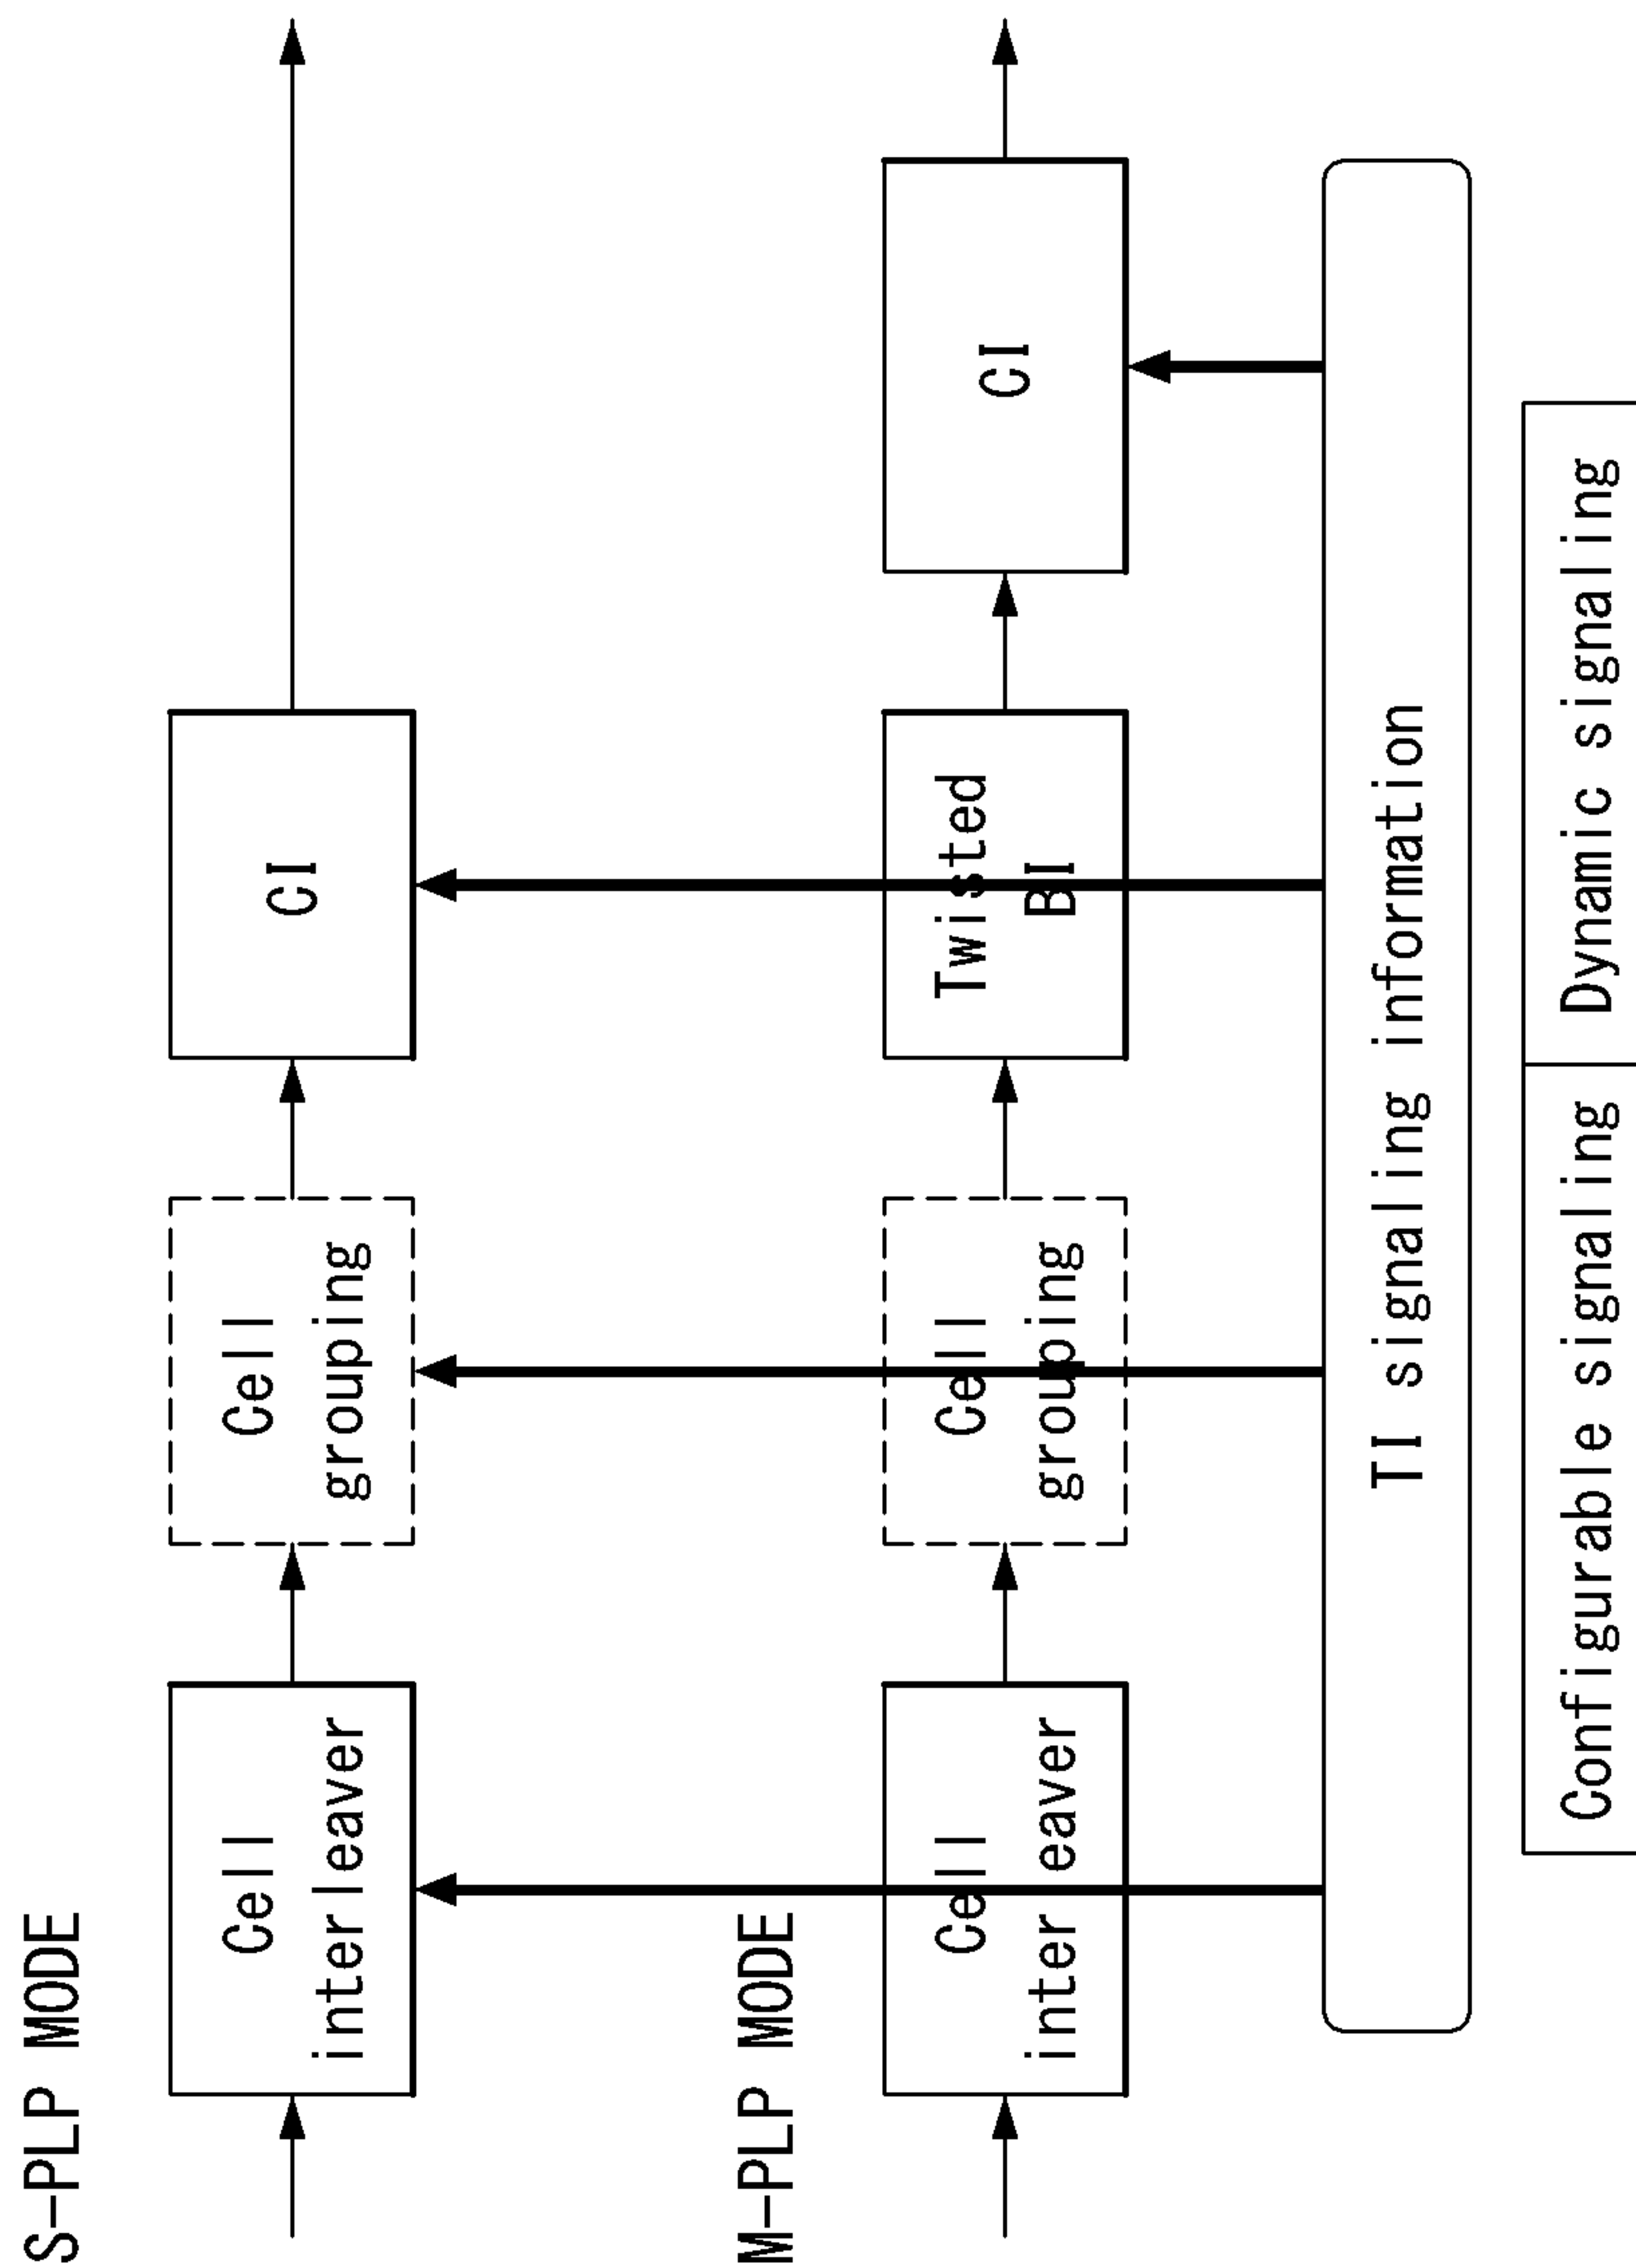 S-PLP MODE
Cell
interleaver
Cell
grouping
CI
M-PLP MODE
Cell
interleaver
Cell
grouping
Twisted
BI
CI
TI signaling information
Configurable signaling
Dynamic signaling